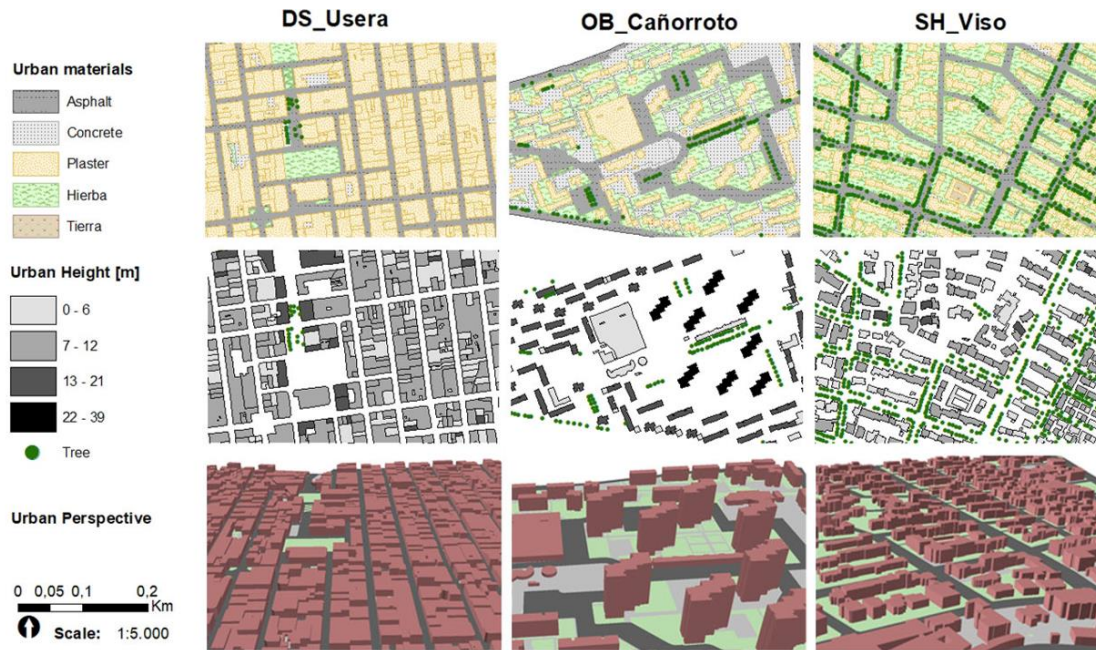 DS_Usera
OB_Cañorroto
SH_Viso
Urban materials
Asphalt
Concrete
Plaster
Hierba
Tierra
Urban Height [m]
0 - 6
7 - 12
13 - 21
22 - 39
Tree
Urban Perspective
0 0,05 0,1 0,2
Km
Scale: 1:5.000